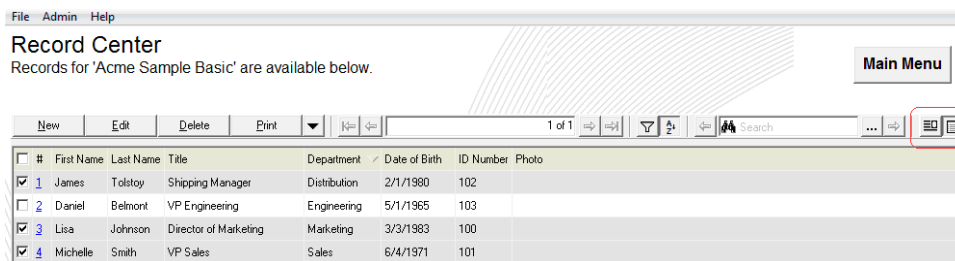 File Admin Help
Record Center
Records for 'Acme Sample Basic' are available below.
Main Menu
New Edit Delete Print 1 of 1 Search ...
# First Name Last Name Title Department Date of Birth ID Number Photo
1 James Tolstoy Shipping Manager Distribution 2/1/1980 102
2 Daniel Belmont VP Engineering Engineering 5/1/1965 103
3 Lisa Johnson Director of Marketing Marketing 3/3/1983 100
4 Michelle Smith VP Sales Sales 6/4/1971 101